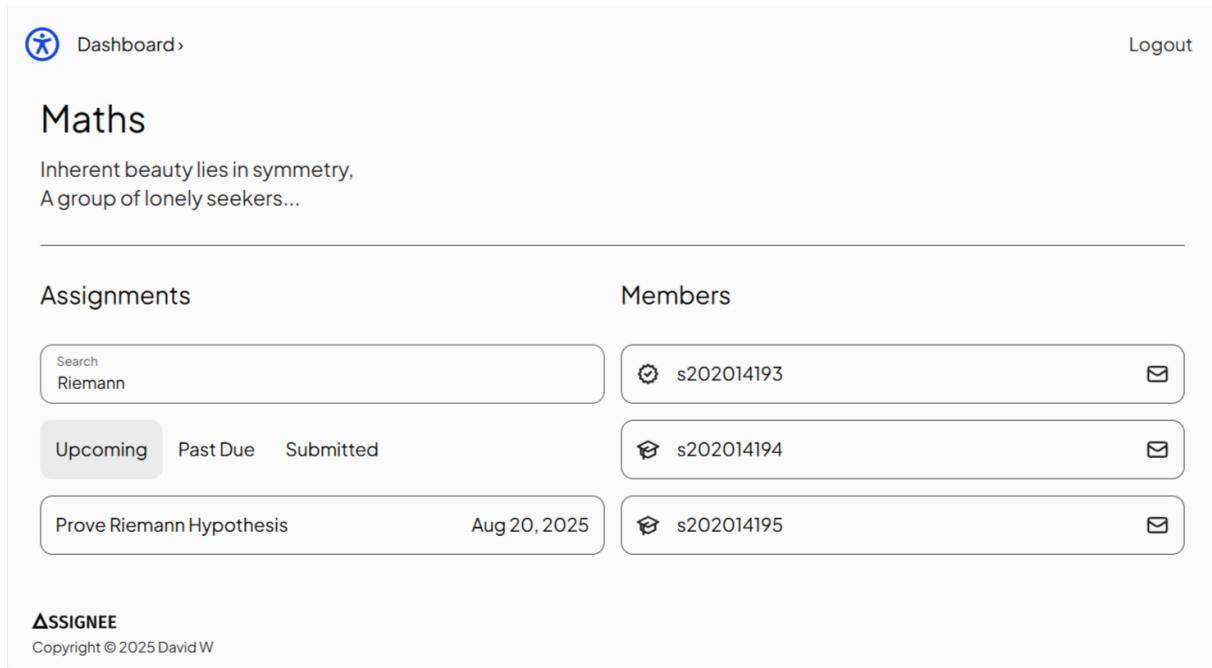 Dashboard ›
Logout
Maths
Inherent beauty lies in symmetry,
A group of lonely seekers...
Assignments
Search
Riemann
Upcoming
Past Due
Submitted
Prove Riemann Hypothesis
Aug 20, 2025
Members
s202014193
s202014194
s202014195
ASSIGNEE
Copyright © 2025 David W